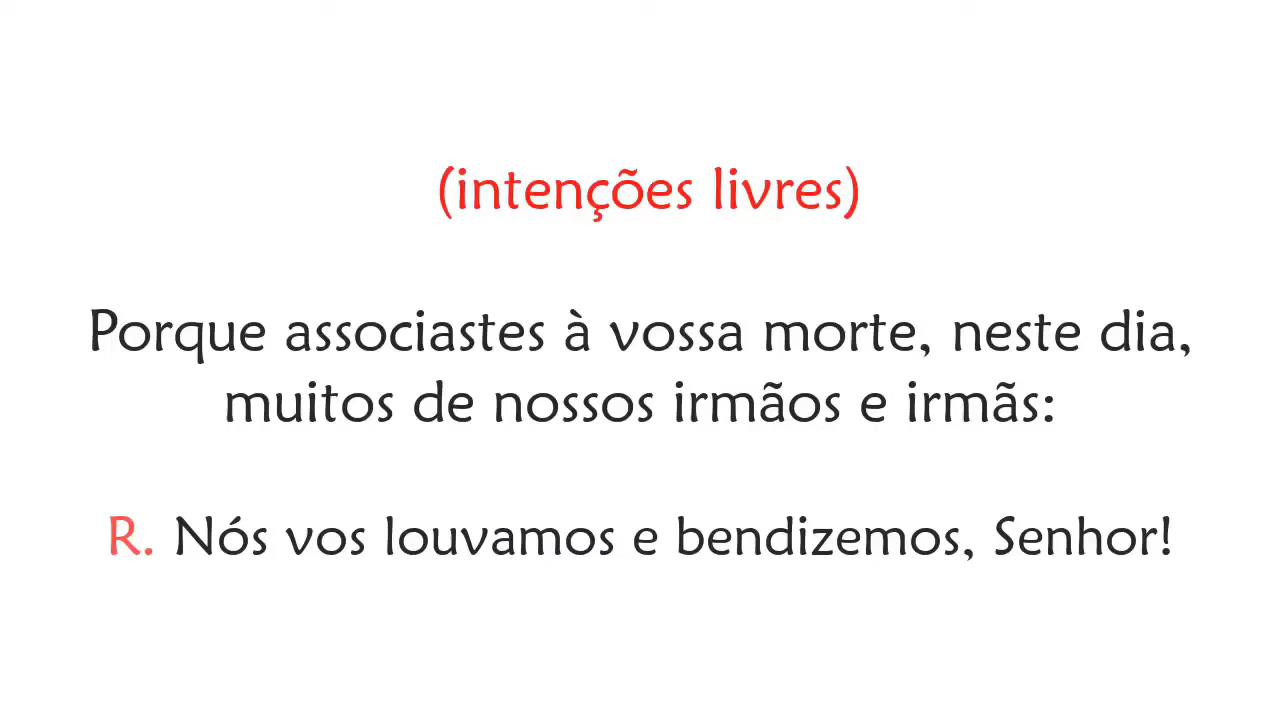 (intenções livres)
Porque associastes à vossa morte, neste dia,
muitos de nossos irmãos e irmãs:
R. Nós vos louvamos e bendizemos, Senhor!